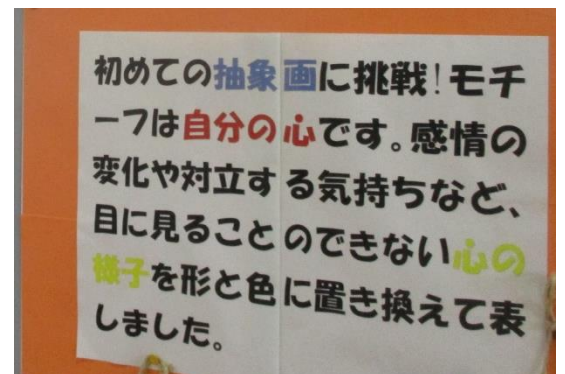 初めての抽象画に挑戦！モチ
ーフは自分の心です。感情の
変化や対立する気持ちなど、
目に見ることのできない心の
様子を形と色に置き換えて表
しました。